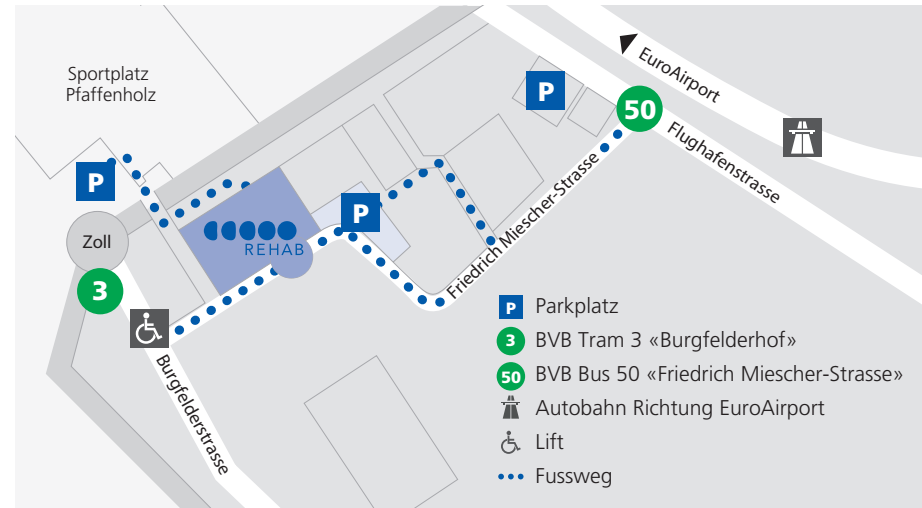 Sportplatz
Pfaffenholz
P
EuroAirport
50
Flughafenstrasse
P
Zoll
3
REHAB
P
Friedrich Miescher-Strasse
Burgfelderstrasse
P Parkplatz
3 BVB Tram 3 «Burgfelderhof»
50 BVB Bus 50 «Friedrich Miescher-Strasse»
Autobahn Richtung EuroAirport
Lift
Fussweg